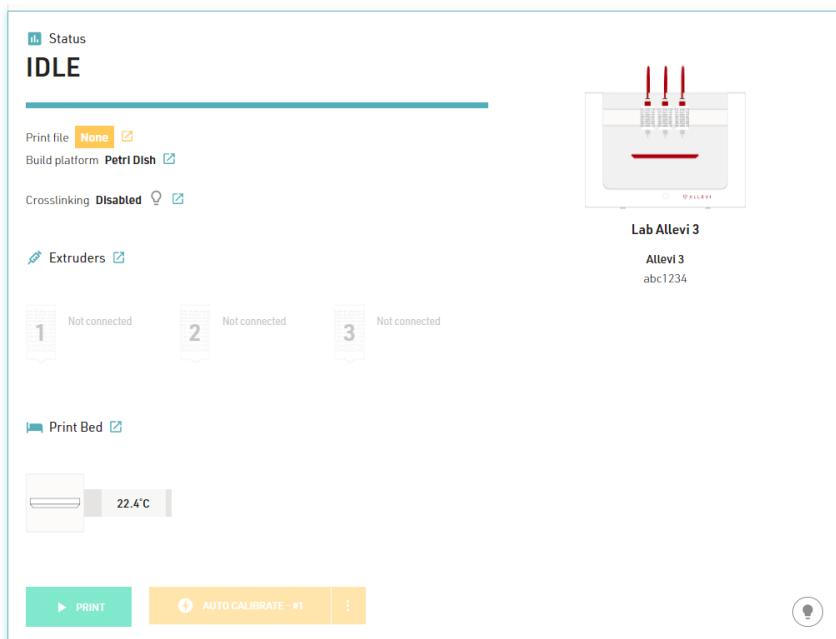 Status
IDLE
Print file None
Build platform Petri Dish
Crosslinking Disabled
Extruders
1 Not connected
2 Not connected
3 Not connected
Print Bed
22.4°C
PRINT
AUTO CALIBRATE - #1
ALLEVI
Lab Allevi 3
Allevi 3
abc1234